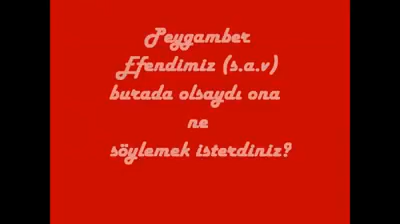 Peygamber
Efendimiz (s.a.v)
burada olsaydı ona
ne
söylemek isterdiniz?